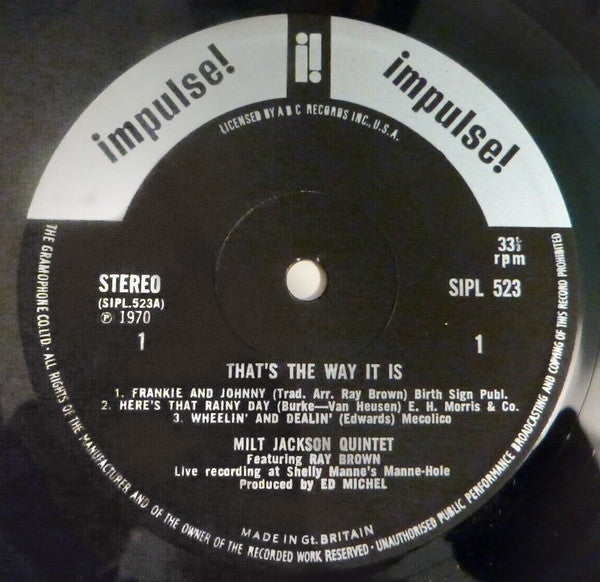 impulse!
i!
impulse!
LICENSED BY A B C RECORDS INC., U.S.A.
STEREO
(SIPL.523A)
Ⓟ 1970
1
33⅓
rpm
SIPL 523
1
THAT'S THE WAY IT IS
1. FRANKIE AND JOHNNY (Trad. Arr. Ray Brown) Birth Sign Publ.
2. HERE'S THAT RAINY DAY (Burke—Van Heusen) E. H. Morris & Co.
3. WHEELIN' AND DEALIN' (Edwards) Mecolico
MILT JACKSON QUINTET
Featuring RAY BROWN
Live recording at Shelly Manne's Manne-Hole
Produced by ED MICHEL
MADE IN Gt. BRITAIN
THE GRAMOPHONE CO. LTD · ALL RIGHTS OF THE MANUFACTURER AND OF THE OWNER OF THE RECORDED WORK RESERVED · UNAUTHORISED PUBLIC PERFORMANCE BROADCASTING AND COPYING OF THIS RECORD PROHIBITED